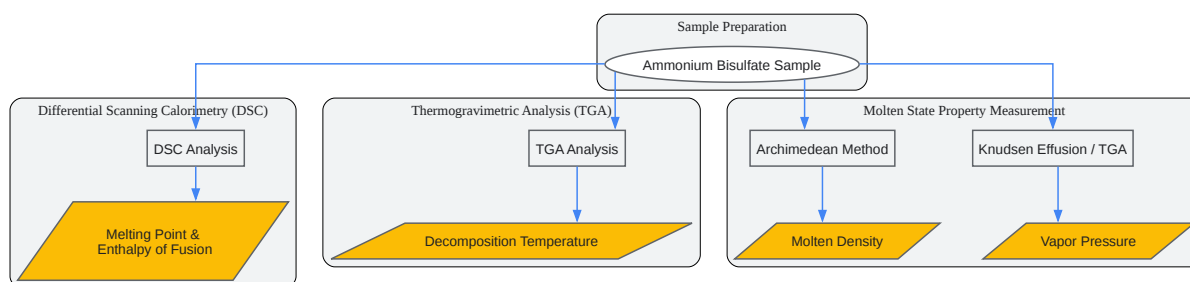 Sample Preparation
Ammonium Bisulfate Sample
Differential Scanning Calorimetry (DSC)
Thermogravimetric Analysis (TGA)
Molten State Property Measurement
DSC Analysis
TGA Analysis
Archimedean Method
Knudsen Effusion / TGA
Melting Point &
Enthalpy of Fusion
Decomposition Temperature
Molten Density
Vapor Pressure